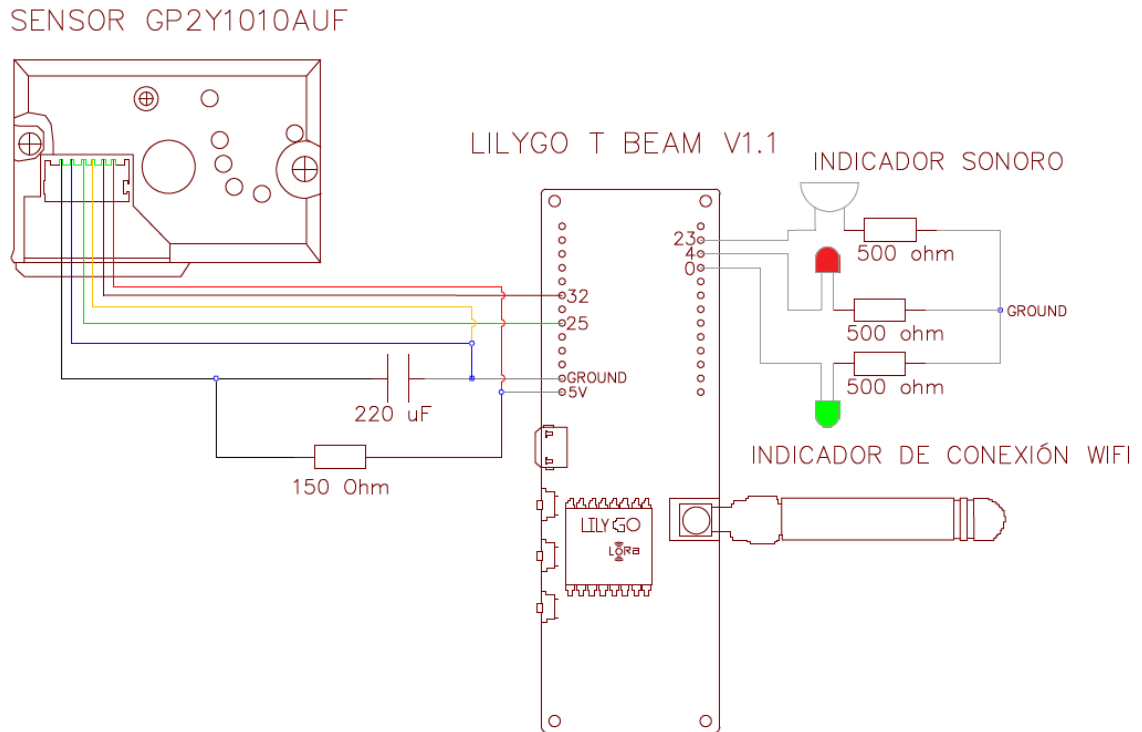 SENSOR GP2Y1010AUF
LILYGO T BEAM V1.1
INDICADOR SONORO
23
4
0
500 ohm
32
25
GROUND
500 ohm
GROUND
5V
500 ohm
220 uF
150 Ohm
INDICADOR DE CONEXIÓN WIFI
LILYGO
LORa